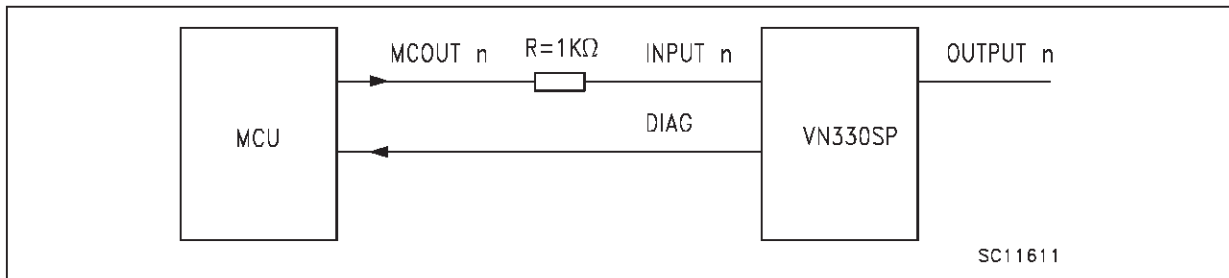 MCOUT n R=1KΩ INPUT n OUTPUT n
DIAG
MCU VN330SP
SC11611